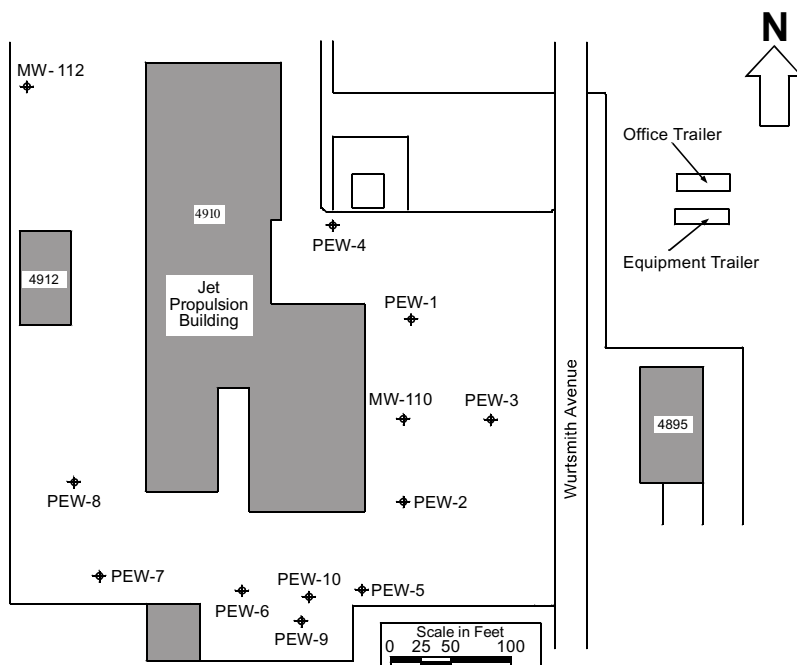 N
MW-112
Office Trailer
4910
PEW-4
Equipment Trailer
4912
Jet
Propulsion
Building
PEW-1
MW-110
PEW-3
Wurtsmith Avenue
4895
PEW-8
PEW-2
PEW-7
PEW-10
PEW-5
PEW-6
PEW-9
Scale in Feet
0 25 50 100